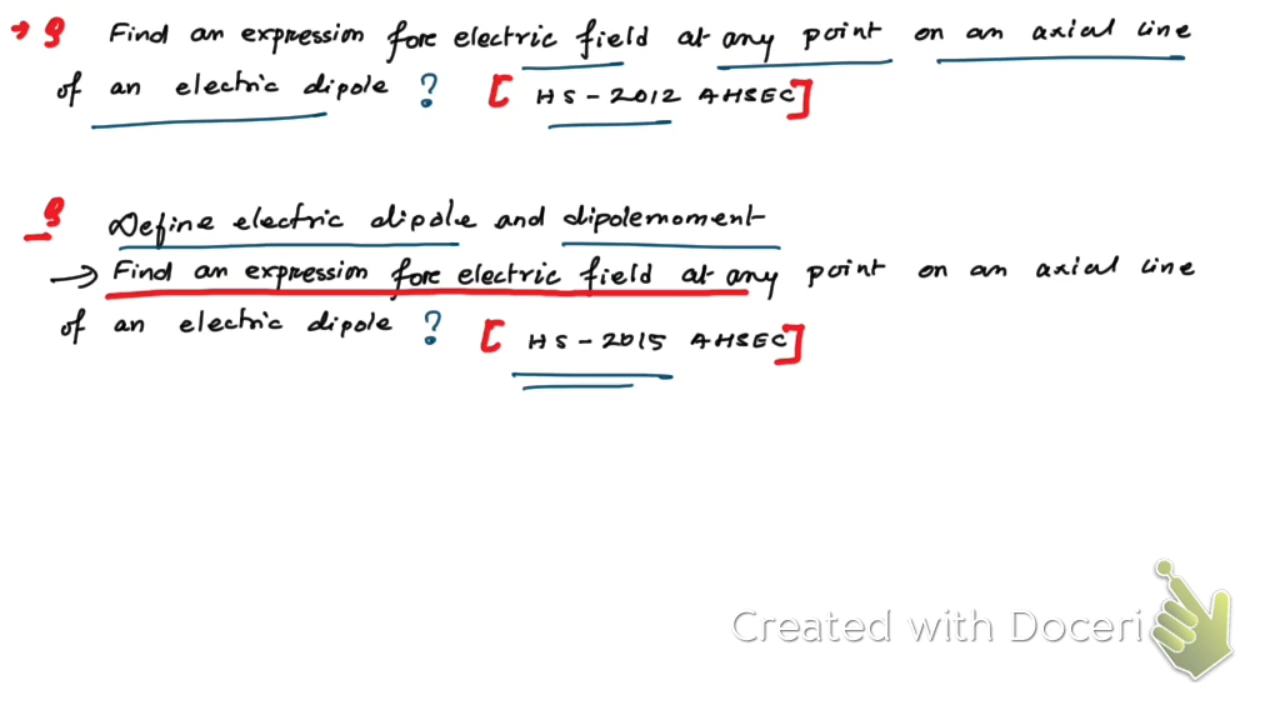 → Q Find an expression fore electric field at any point on an axial line
of an electric dipole ? [ HS - 2012 AHSEC]
Q Define electric dipole and dipolemoment
→ Find an expression fore electric field at any point on an axial line
of an electric dipole ? [ HS - 2015 AHSEC]
Created with Doceri